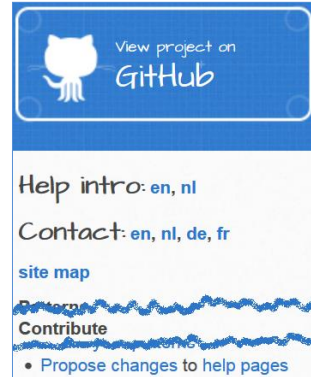 View project on
GitHub
Help intro: en, nl
Contact: en, nl, de, fr
site map
Contribute
Propose changes to help pages